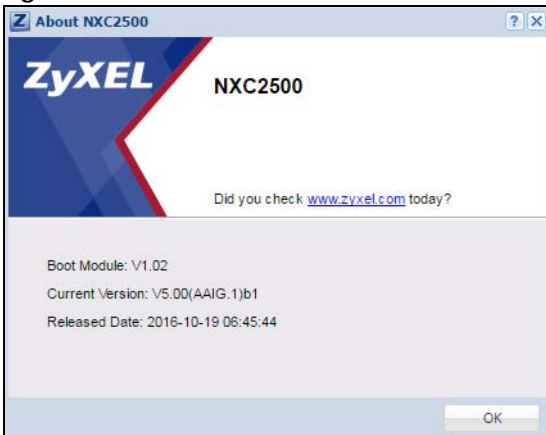 About NXC2500
? X
ZyXEL
NXC2500
Did you check www.zyxel.com today?
Boot Module: V1.02
Current Version: V5.00(AAIG.1)b1
Released Date: 2016-10-19 06:45:44
OK